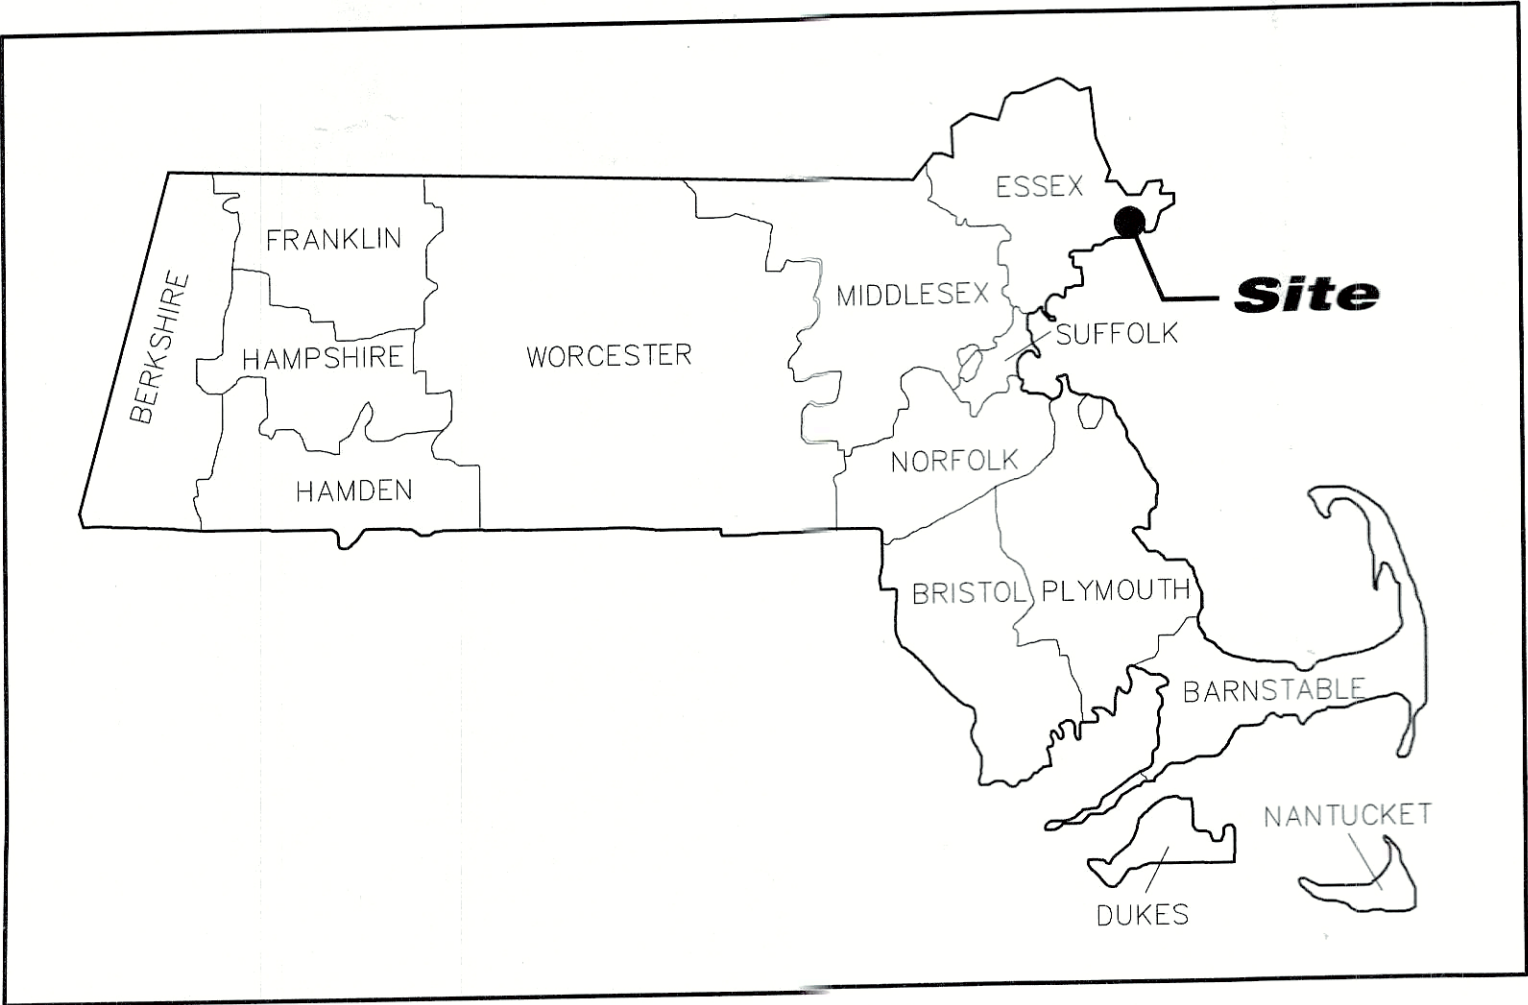 ESSEX
FRANKLIN
BERKSHIRE
MIDDLESEX
Site
SUFFOLK
HAMPSHIRE
WORCESTER
NORFOLK
HAMDEN
BRISTOL
PLYMOUTH
BARNSTABLE
NANTUCKET
DUKES